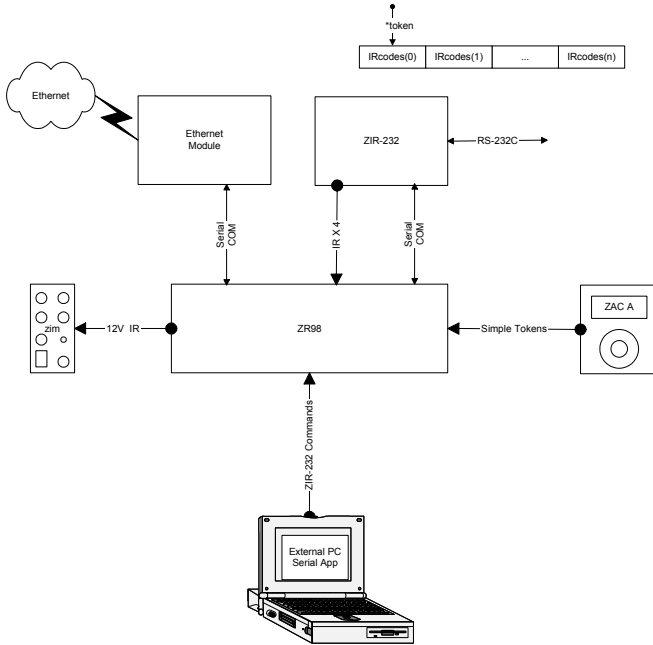 *token
IRcodes(0) IRcodes(1) ... IRcodes(n)
Ethernet
Ethernet
Module
ZIR-232
RS-232C
Serial
COM
IR X 4
Serial
COM
zim
12V IR
ZR98
Simple Tokens
ZAC A
ZIR-232 Commands
External PC
Serial App